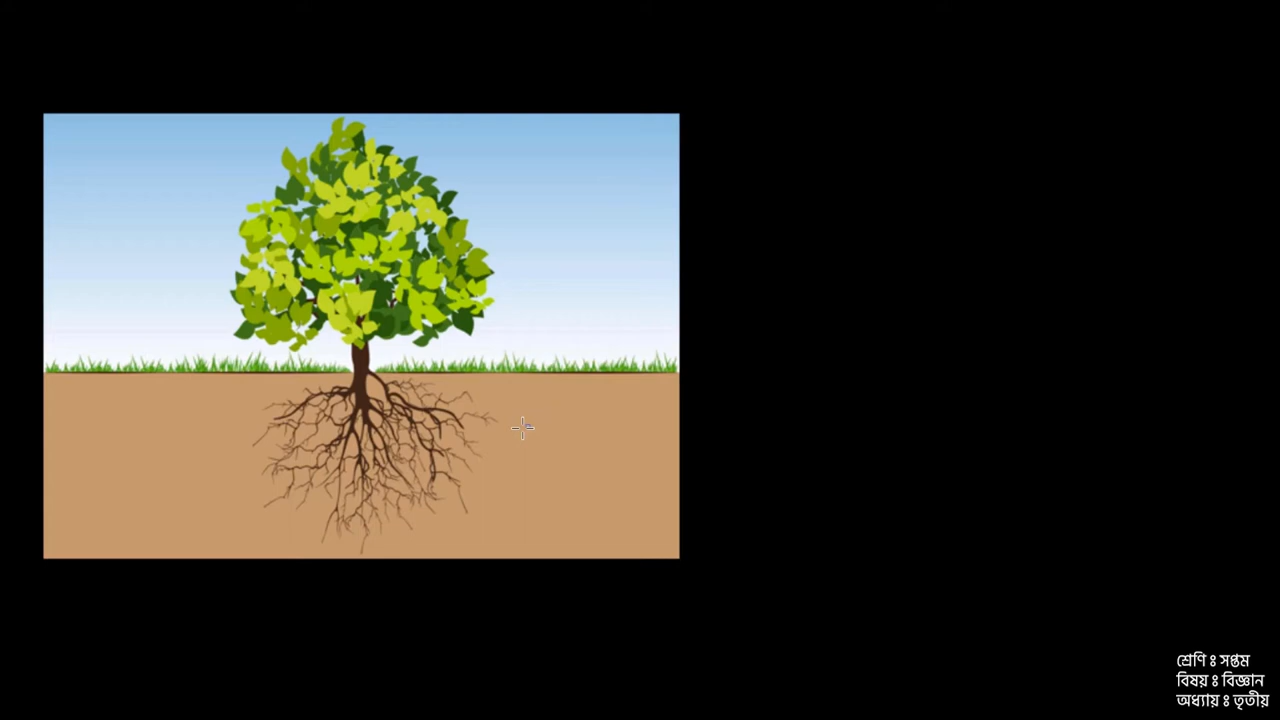 শ্রেণি ঃ সপ্তম
বিষয় ঃ বিজ্ঞান
অধ্যায় ঃ তৃতীয়